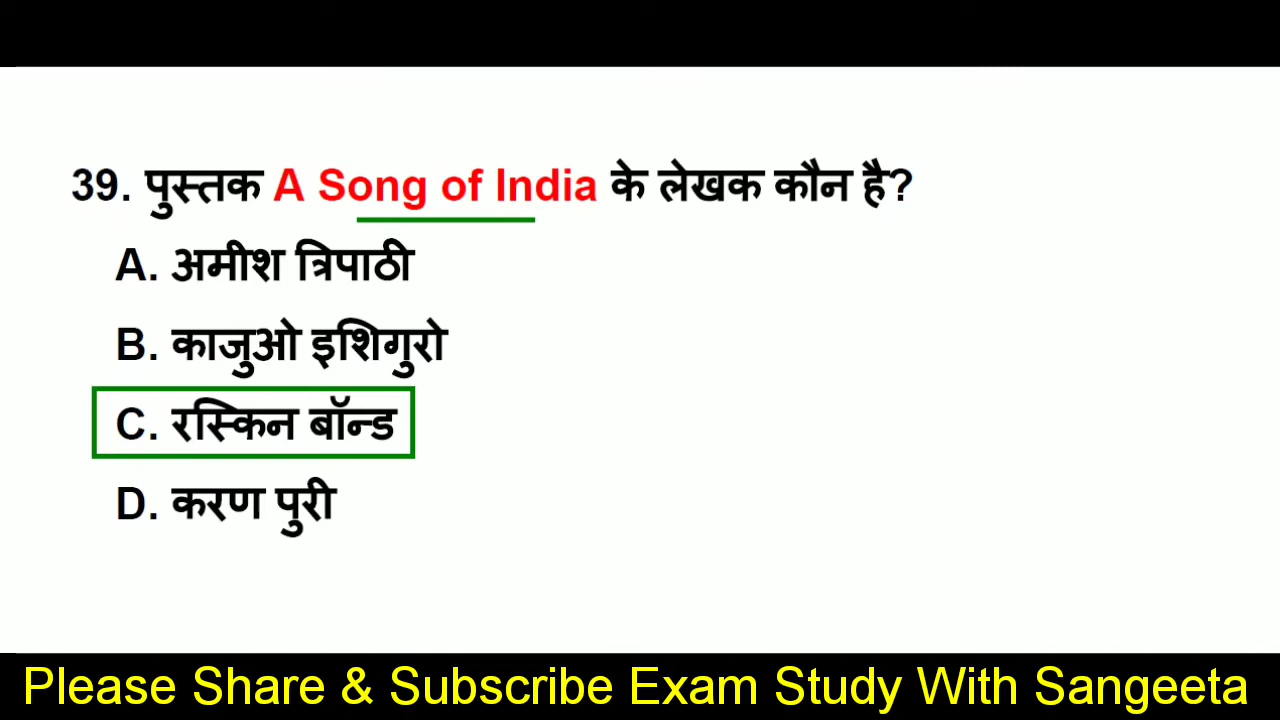 39. पुस्तक A Song of India के लेखक कौन है?
A. अमीश त्रिपाठी
B. काजुओ इशिगुरो
C. रस्किन बॉन्ड
D. करण पुरी
Please Share & Subscribe Exam Study With Sangeeta